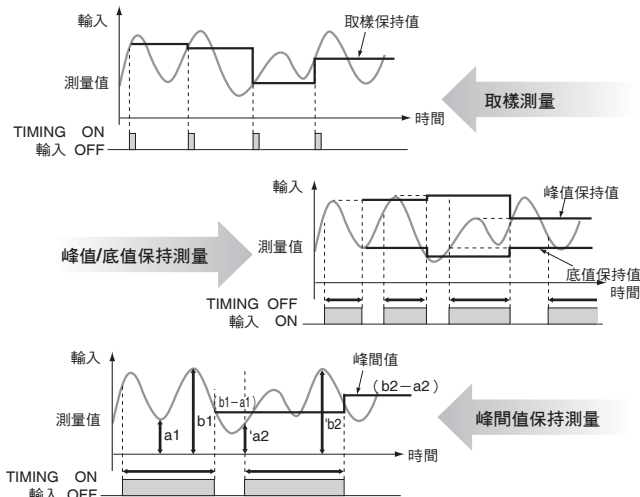 輸入
取樣保持值
測量值
取樣測量
時間
TIMING ON
輸入 OFF
輸入
峰值保持值
測量值
峰值/底值保持測量
底值保持值
時間
TIMING OFF
輸入 ON
輸入
峰間值
(b2-a2)
(b1-a1)
測量值
a1
b1
'a2
'b2
峰間值保持測量
時間
TIMING ON
輸入 OFF